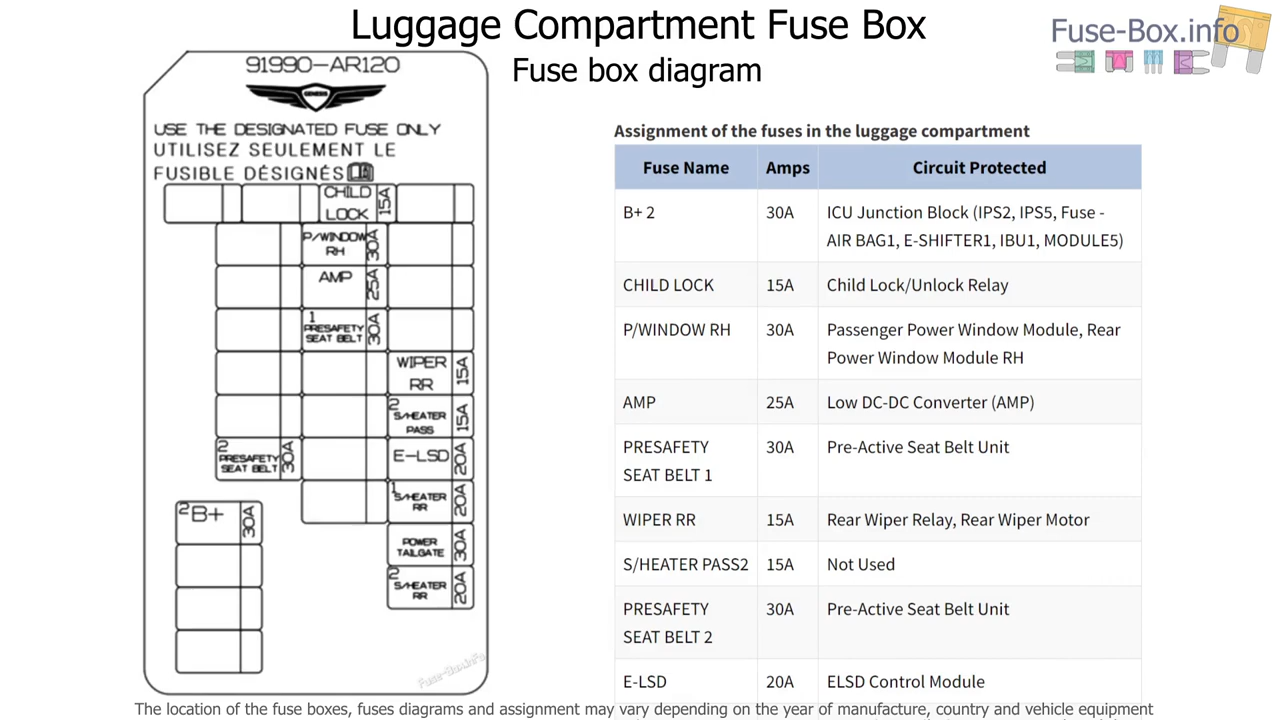 Luggage Compartment Fuse Box
Fuse box diagram
Fuse-Box.info
91990-AR120
GENESIS
USE THE DESIGNATED FUSE ONLY
UTILISEZ SEULEMENT LE
FUSIBLE DÉSIGNÉS
CHILD
LOCK
15A
P/WINDOW
RH
30A
AMP
25A
1
PRESAFETY
SEAT BELT
30A
WIPER
RR
15A
2
S/HEATER
PASS
15A
2
PRESAFETY
SEAT BELT
30A
E-LSD
20A
1
S/HEATER
RR
20A
2
B+
30A
POWER
TAILGATE
30A
2
S/HEATER
RR
20A
Fuse-Box.info
Assignment of the fuses in the luggage compartment
Fuse Name Amps Circuit Protected
B+ 2 30A ICU Junction Block (IPS2, IPS5, Fuse -
AIR BAG1, E-SHIFTER1, IBU1, MODULE5)
CHILD LOCK 15A Child Lock/Unlock Relay
P/WINDOW RH 30A Passenger Power Window Module, Rear
Power Window Module RH
AMP 25A Low DC-DC Converter (AMP)
PRESAFETY 30A Pre-Active Seat Belt Unit
SEAT BELT 1
WIPER RR 15A Rear Wiper Relay, Rear Wiper Motor
S/HEATER PASS2 15A Not Used
PRESAFETY 30A Pre-Active Seat Belt Unit
SEAT BELT 2
E-LSD 20A ELSD Control Module
The location of the fuse boxes, fuses diagrams and assignment may vary depending on the year of manufacture, country and vehicle equipment